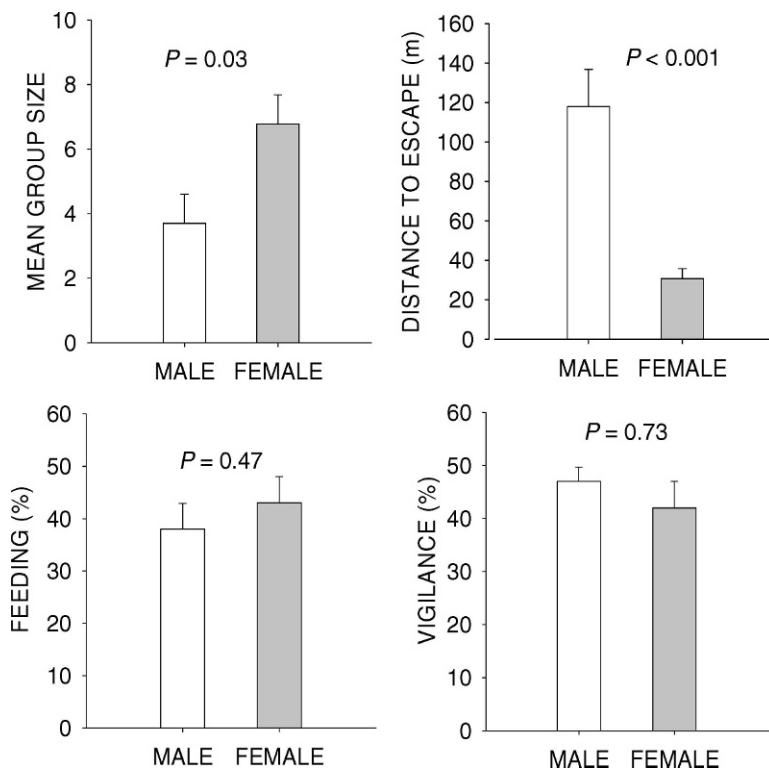 MEAN GROUP SIZE
10
8
6
4
2
0
P = 0.03
MALE FEMALE
DISTANCE TO ESCAPE (m)
160
140
120
100
80
60
40
20
0
P < 0.001
MALE FEMALE
FEEDING (%)
60
50
40
30
20
10
0
P = 0.47
MALE FEMALE
VIGILANCE (%)
60
50
40
30
20
10
0
P = 0.73
MALE FEMALE